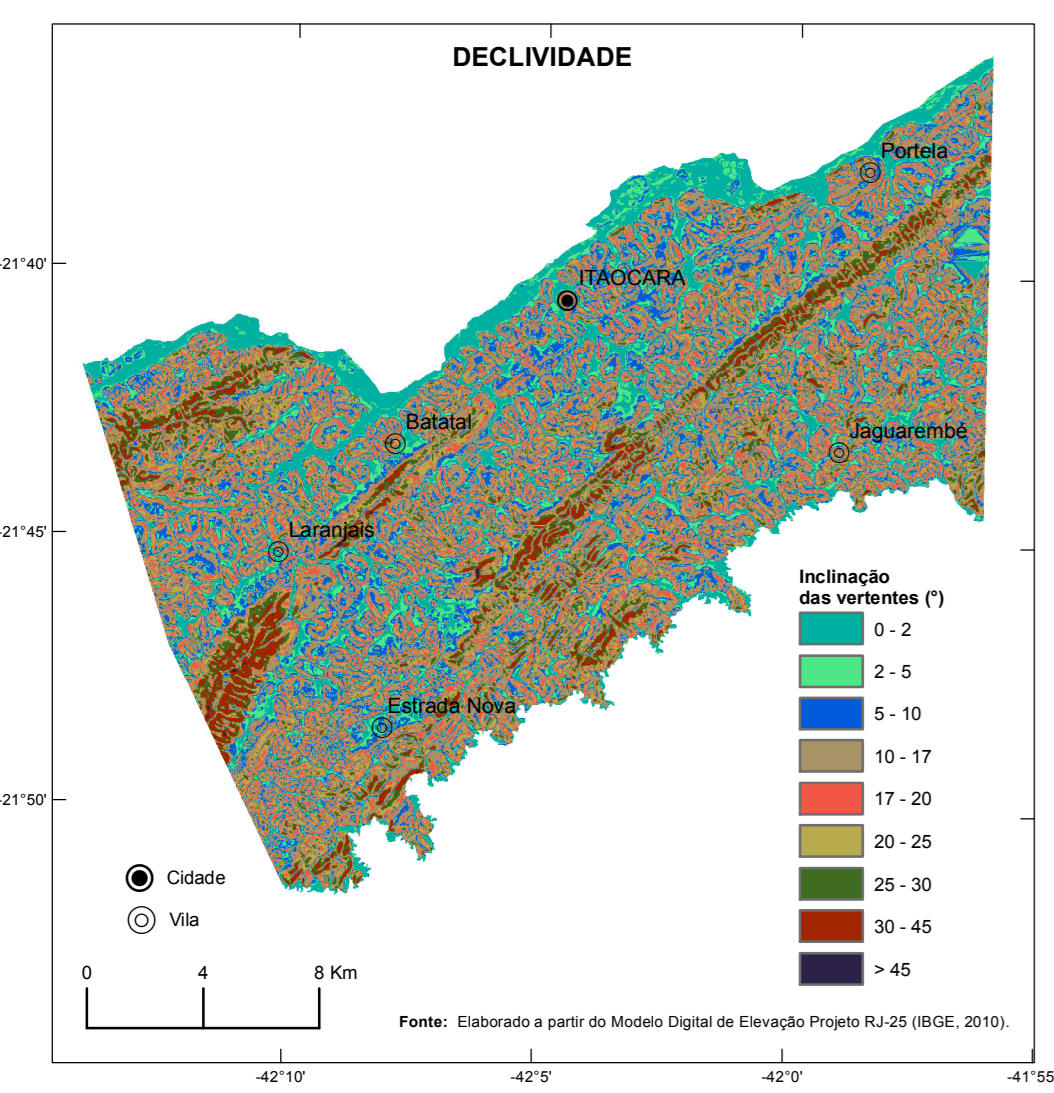 DECLIVIDADE
Portela
-21°40'
ITAOCARA
Batatal
Jaguarembé
-21°45'
Laranjais
Inclinação
das vertentes (°)
0 - 2
2 - 5
5 - 10
10 - 17
17 - 20
20 - 25
25 - 30
30 - 45
> 45
Estrada Nova
-21°50'
Cidade
Vila
0 4 8 Km
Fonte: Elaborado a partir do Modelo Digital de Elevação Projeto RJ-25 (IBGE, 2010).
-42°10' -42°5' -42°0' -41°55